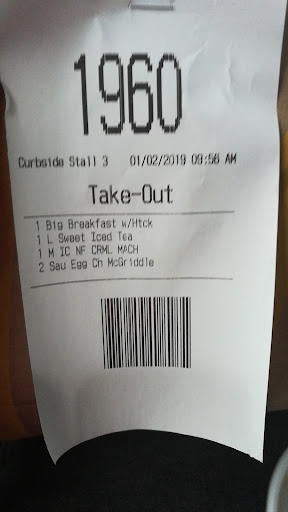 1960
Curbside Stall 3 01/02/2019 09:56 AM
Take-Out
1 Big Breakfast w/Htck
1 L Sweet Iced Tea
1 M IC NF CRML MACH
2 Sau Egg Ch McGriddle